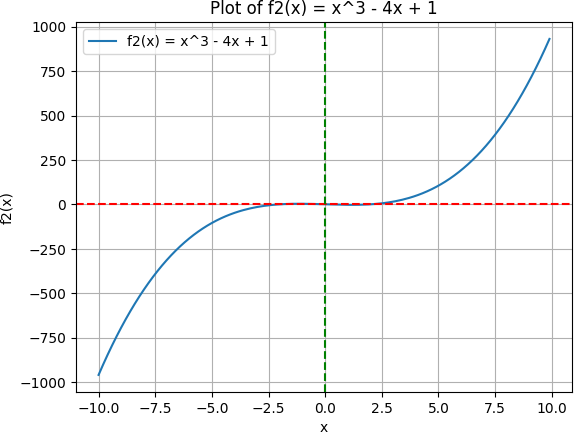 Plot of f2(x) = x^3 - 4x + 1
f2(x) = x^3 - 4x + 1
1000
750
500
250
0
−250
−500
−750
−1000
f2(x)
−10.0 −7.5 −5.0 −2.5 0.0 2.5 5.0 7.5 10.0
x